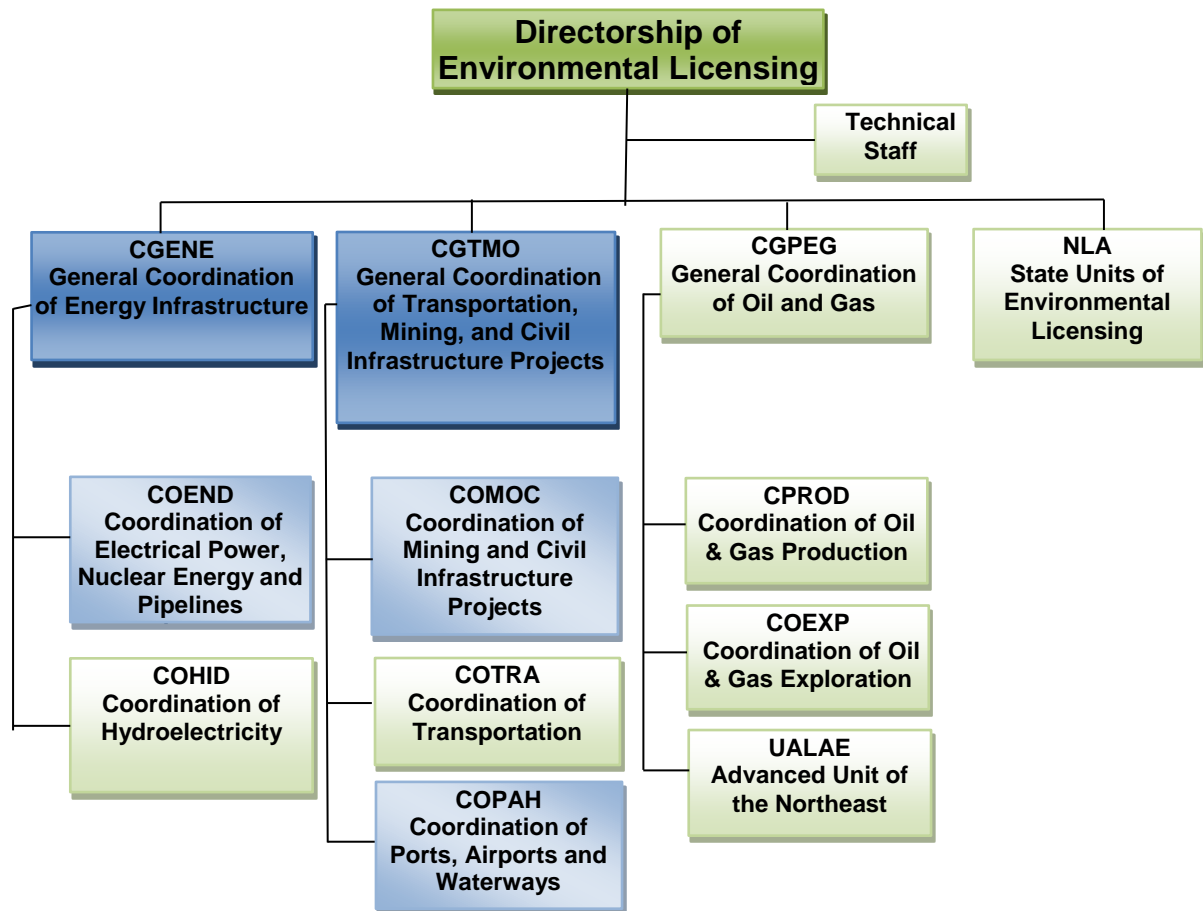 Directorship of
Environmental Licensing
Technical
Staff
CGENE
General Coordination
of Energy Infrastructure
CGTMO
General Coordination
of Transportation,
Mining, and Civil
Infrastructure Projects
CGPEG
General Coordination
of Oil and Gas
NLA
State Units of
Environmental
Licensing
COEND
Coordination of
Electrical Power,
Nuclear Energy and
Pipelines
COMOC
Coordination of
Mining and Civil
Infrastructure
Projects
CPROD
Coordination of Oil
& Gas Production
COHID
Coordination of
Hydroelectricity
COTRA
Coordination of
Transportation
COEXP
Coordination of Oil
& Gas Exploration
COPAH
Coordination of
Ports, Airports and
Waterways
UALAE
Advanced Unit of
the Northeast